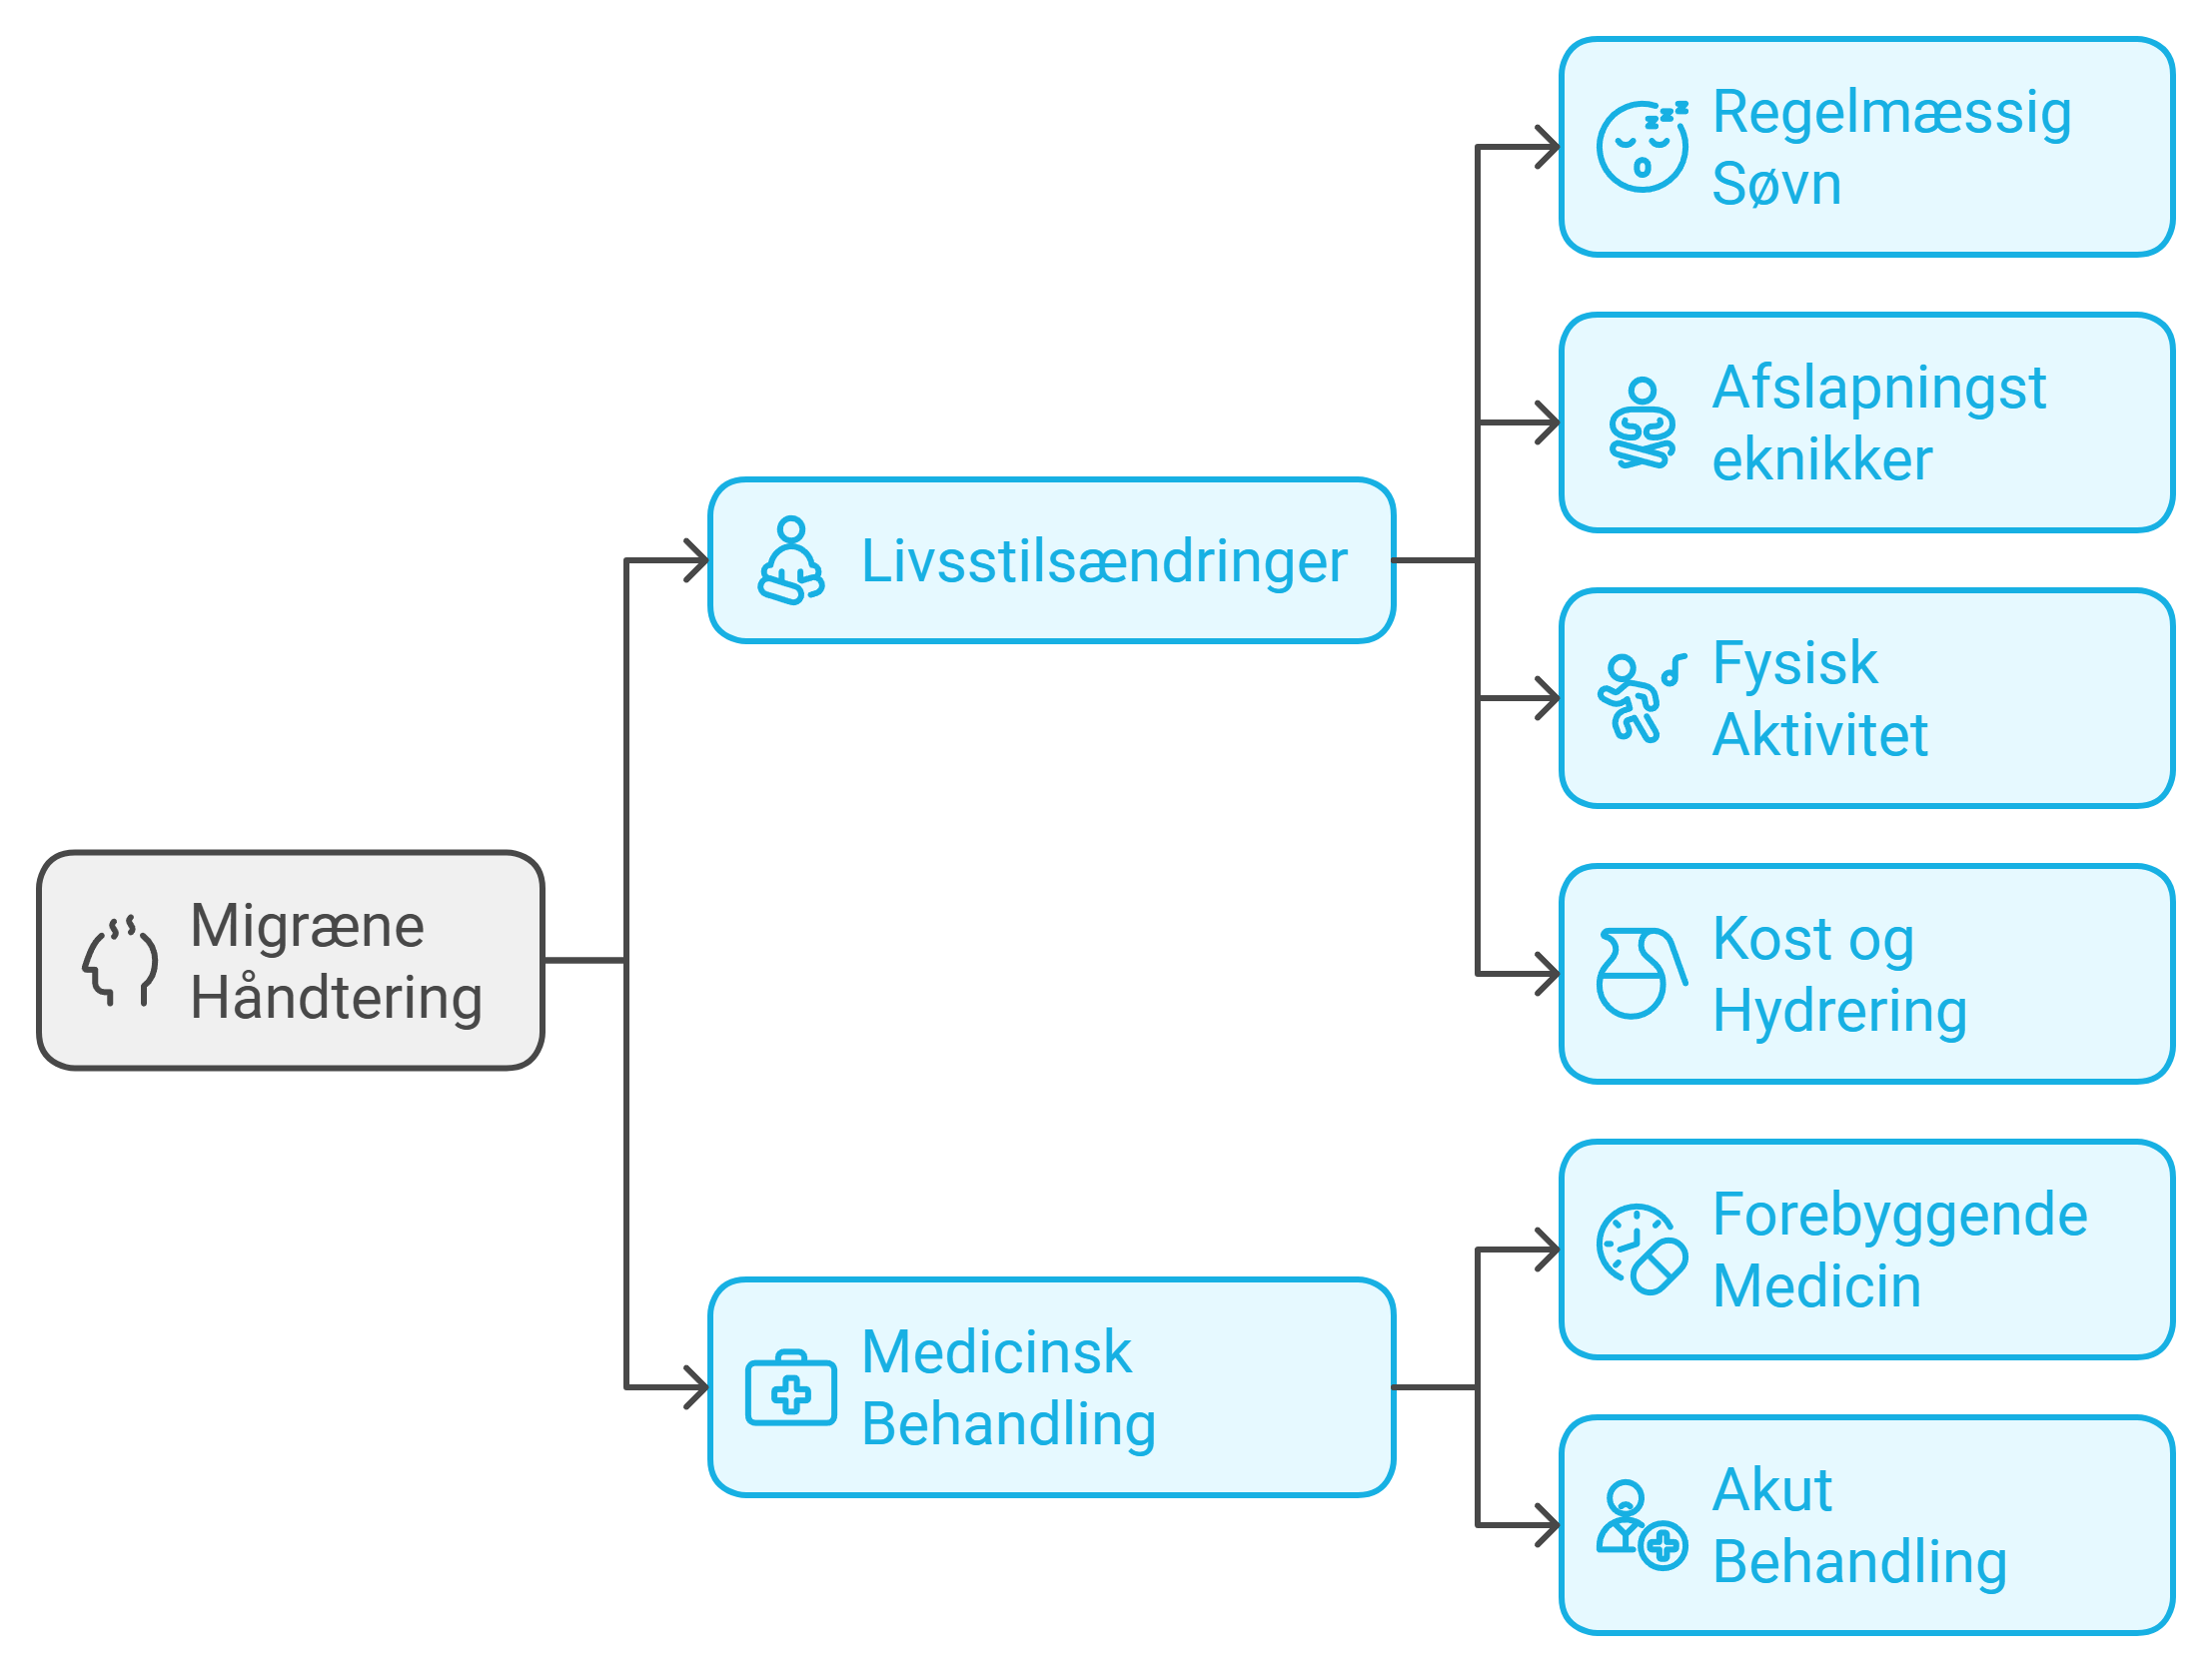 Migræne
Håndtering
Livsstilsændringer
Regelmæssig
Søvn
Afslapningst
eknikker
Fysisk
Aktivitet
Kost og
Hydrering
Medicinsk
Behandling
Forebyggende
Medicin
Akut
Behandling